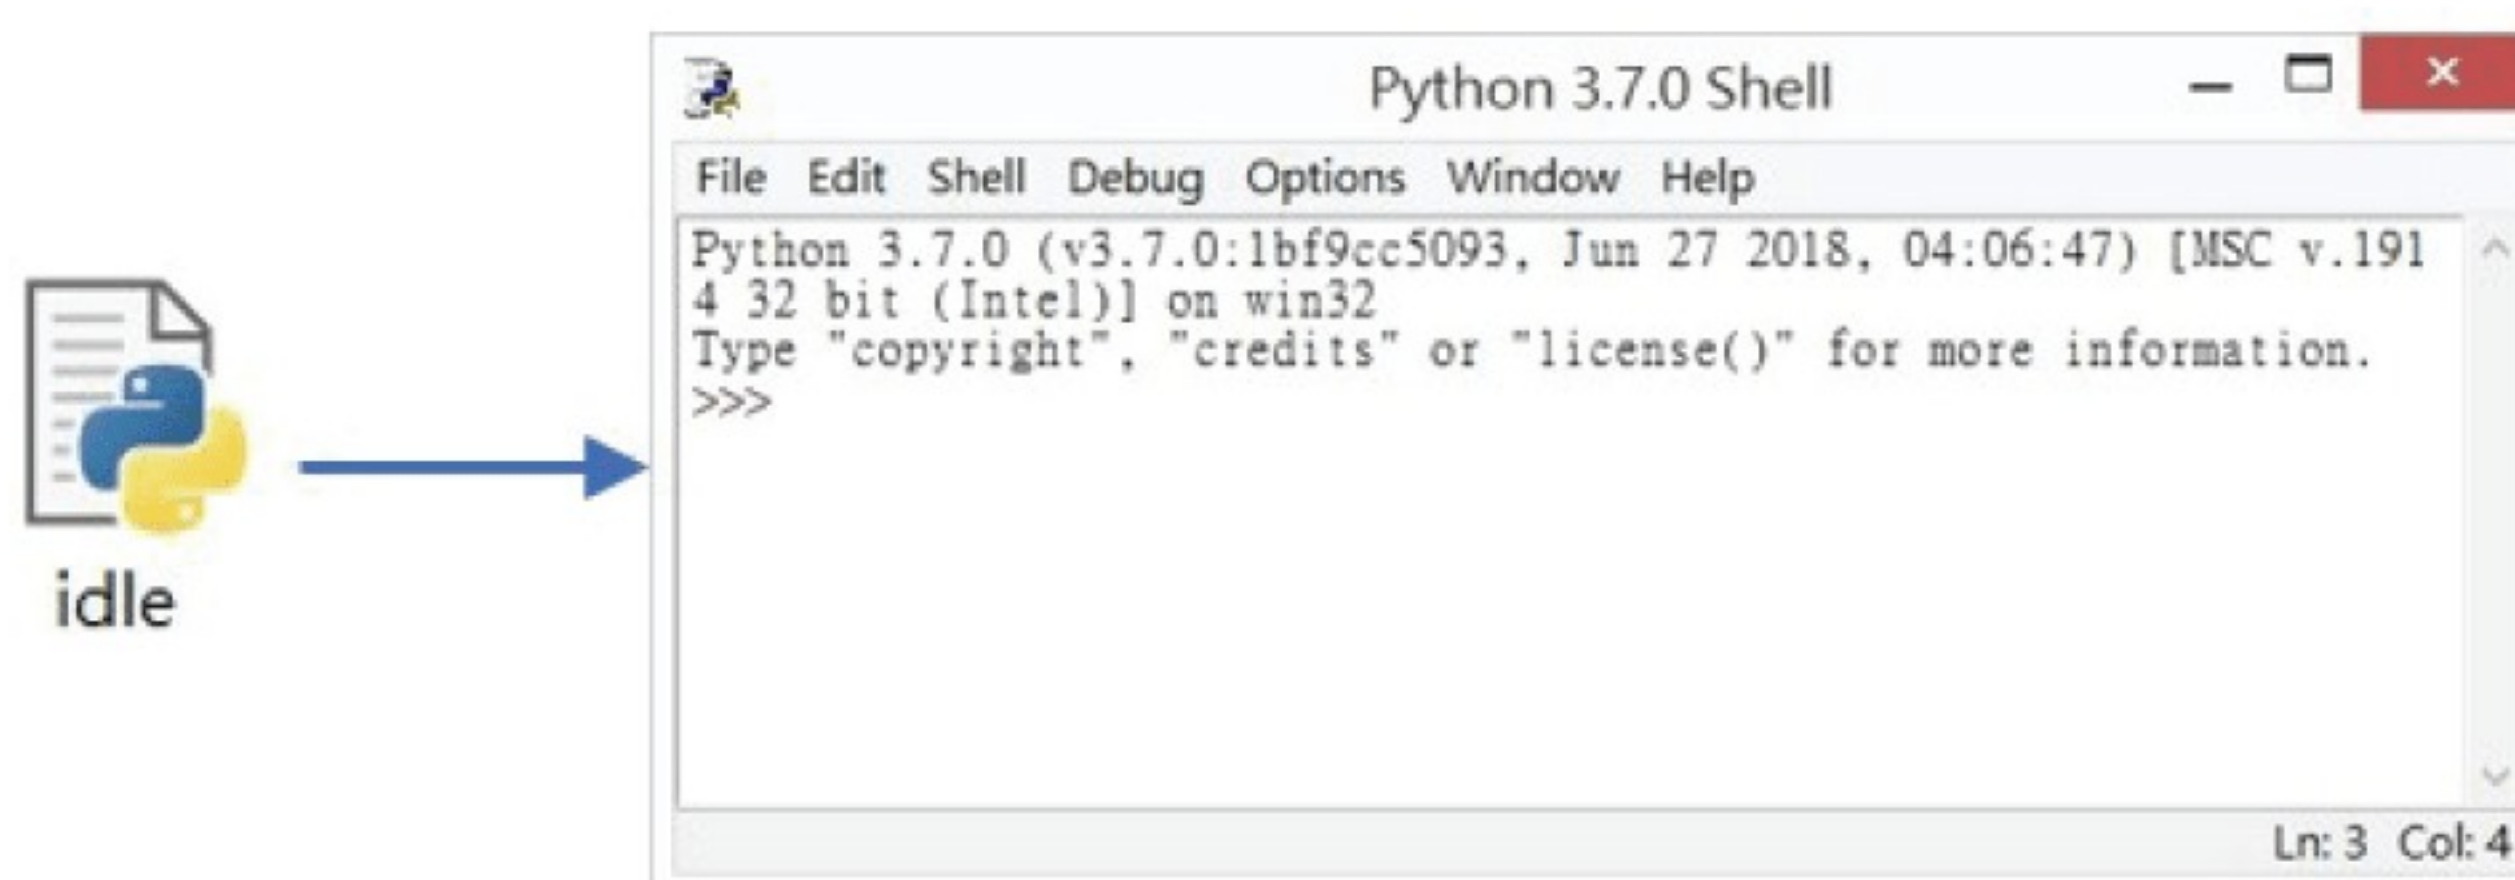 Python 3.7.0 Shell
File Edit Shell Debug Options Window Help
Python 3.7.0 (v3.7.0:1bf9cc5093, Jun 27 2018, 04:06:47) [MSC v.191
4 32 bit (Intel)] on win32
Type "copyright", "credits" or "license()" for more information.
>>>
idle
Ln: 3 Col: 4